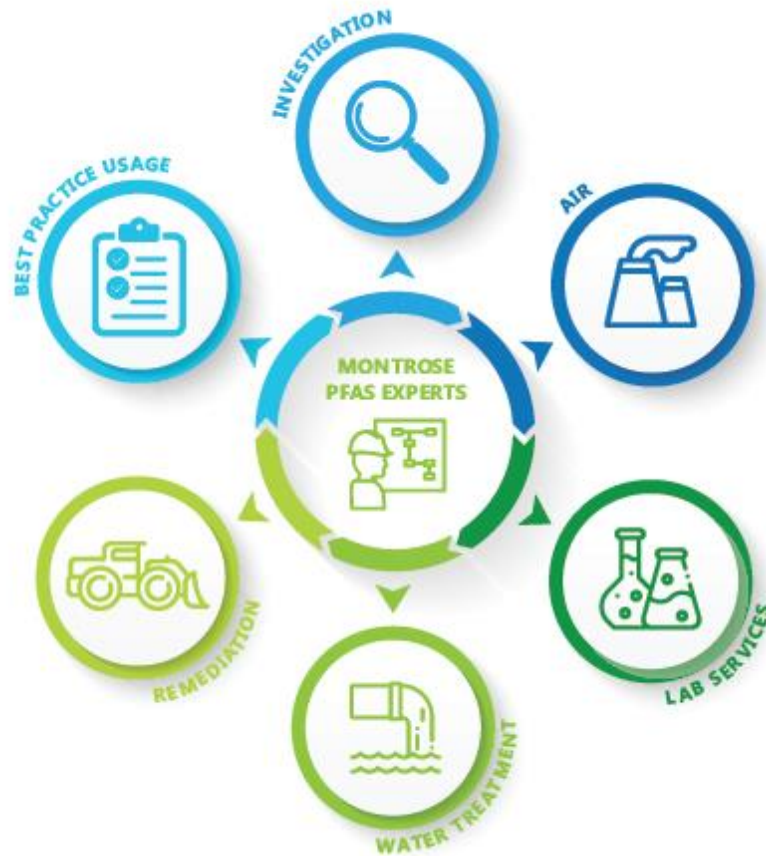 INVESTIGATION
BEST PRACTICE USAGE
AIR
MONTROSE
PFAS EXPERTS
REMEDIATION
LAB SERVICES
WATER TREATMENT